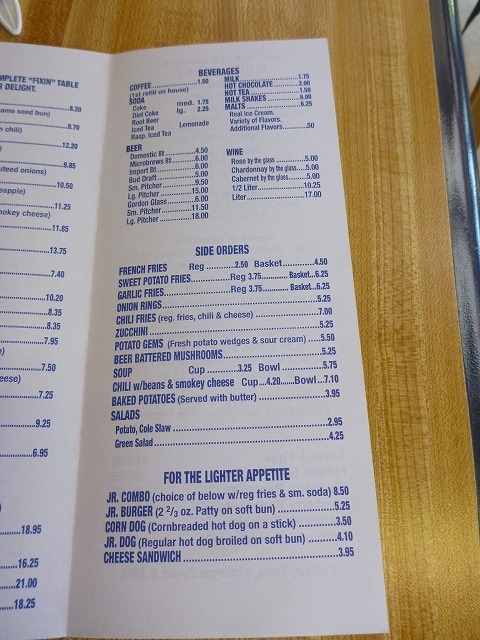 MPLETE "FIXIN" TABLE
R DELIGHT.
8.20
same seed bun)
9.70
n chili)
12.20
9.85
uteed onions)
10.50
eapple)
11.25
mokey cheese)
11.85
13.75
7.40
10.20
8.35
8.35
7.95
7.50
eese)
7.25
9.25
6.95
18.95
16.25
21.00
18.25
BEVERAGES
COFFEE 1.50
(1st refill on house)
SODA
Coke med. 1.75
Diet Coke lg. 2.25
Root Beer
Iced Tea Lemonade
Rasp. Iced Tea
MILK 1.75
HOT CHOCOLATE 2.00
HOT TEA 1.50
MILK SHAKES 6.00
MALTS 6.25
Real Ice Cream.
Variety of Flavors.
Additional Flavors .50
BEER
Domestic Btl 4.50
Microbrews Btl 6.00
Import Btl 6.00
Bud Draft 5.00
Sm. Pitcher 9.50
Lg. Pitcher 15.00
Gordon Glass 6.00
Sm. Pitcher 11.50
Lg. Pitcher 18.00
WINE
Rose by the glass 5.00
Chardonnay by the glass 5.00
Cabernet by the glass 5.00
1/2 Liter 10.25
Liter 17.00
SIDE ORDERS
FRENCH FRIES Reg 2.50 Basket 4.50
SWEET POTATO FRIES Reg 3.75 Basket 6.25
GARLIC FRIES Reg 3.75 Basket 6.25
ONION RINGS 5.25
CHILI FRIES (reg. fries, chili & cheese) 7.00
ZUCCHINI 5.25
POTATO GEMS (Fresh potato wedges & sour cream) 5.50
BEER BATTERED MUSHROOMS 5.25
SOUP Cup 3.25 Bowl 5.75
CHILI w/beans & smokey cheese Cup 4.20 Bowl 7.10
BAKED POTATOES (Served with butter) 3.95
SALADS
Potato, Cole Slaw 2.95
Green Salad 4.25
FOR THE LIGHTER APPETITE
JR. COMBO (choice of below w/reg fries & sm. soda) 8.50
JR. BURGER (2 2/3 oz. Patty on soft bun) 5.25
CORN DOG (Cornbreaded hot dog on a stick) 3.50
JR. DOG (Regular hot dog broiled on soft bun) 4.10
CHEESE SANDWICH 3.95